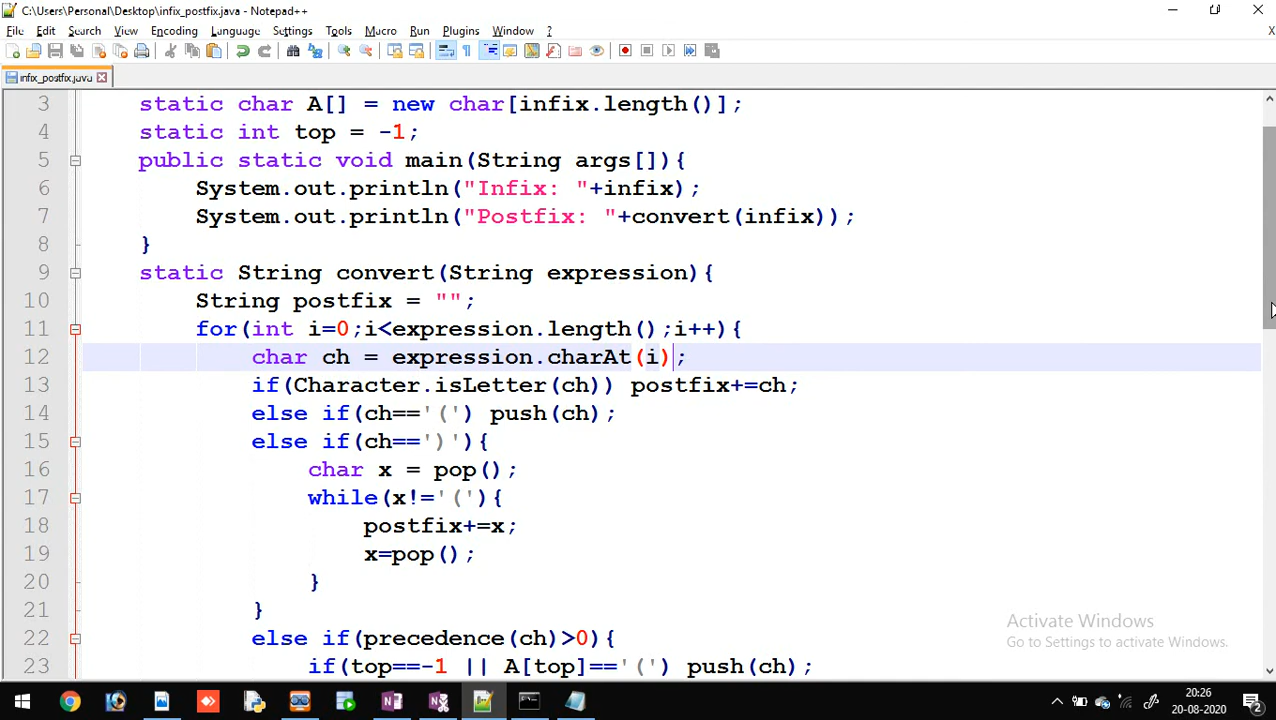 C:\Users\Personal\Desktop\infix_postfix.java - Notepad++
File Edit Search View Encoding Language Settings Tools Macro Run Plugins Window ?
X
infix_postfix.java
3 static char A[] = new char[infix.length()];
4 static int top = -1;
5 public static void main(String args[]){
6 System.out.println("Infix: "+infix);
7 System.out.println("Postfix: "+convert(infix));
8 }
9 static String convert(String expression){
10 String postfix = "";
11 for(int i=0;i<expression.length();i++){
12 char ch = expression.charAt(i);
13 if(Character.isLetter(ch)) postfix+=ch;
14 else if(ch=='(') push(ch);
15 else if(ch==')'){
16 char x = pop();
17 while(x!='('){
18 postfix+=x;
19 x=pop();
20 }
21 }
22 else if(precedence(ch)>0){
23 if(top==-1 || A[top]=='(') push(ch);
Activate Windows
Go to Settings to activate Windows.
20:26
20-08-2020
2